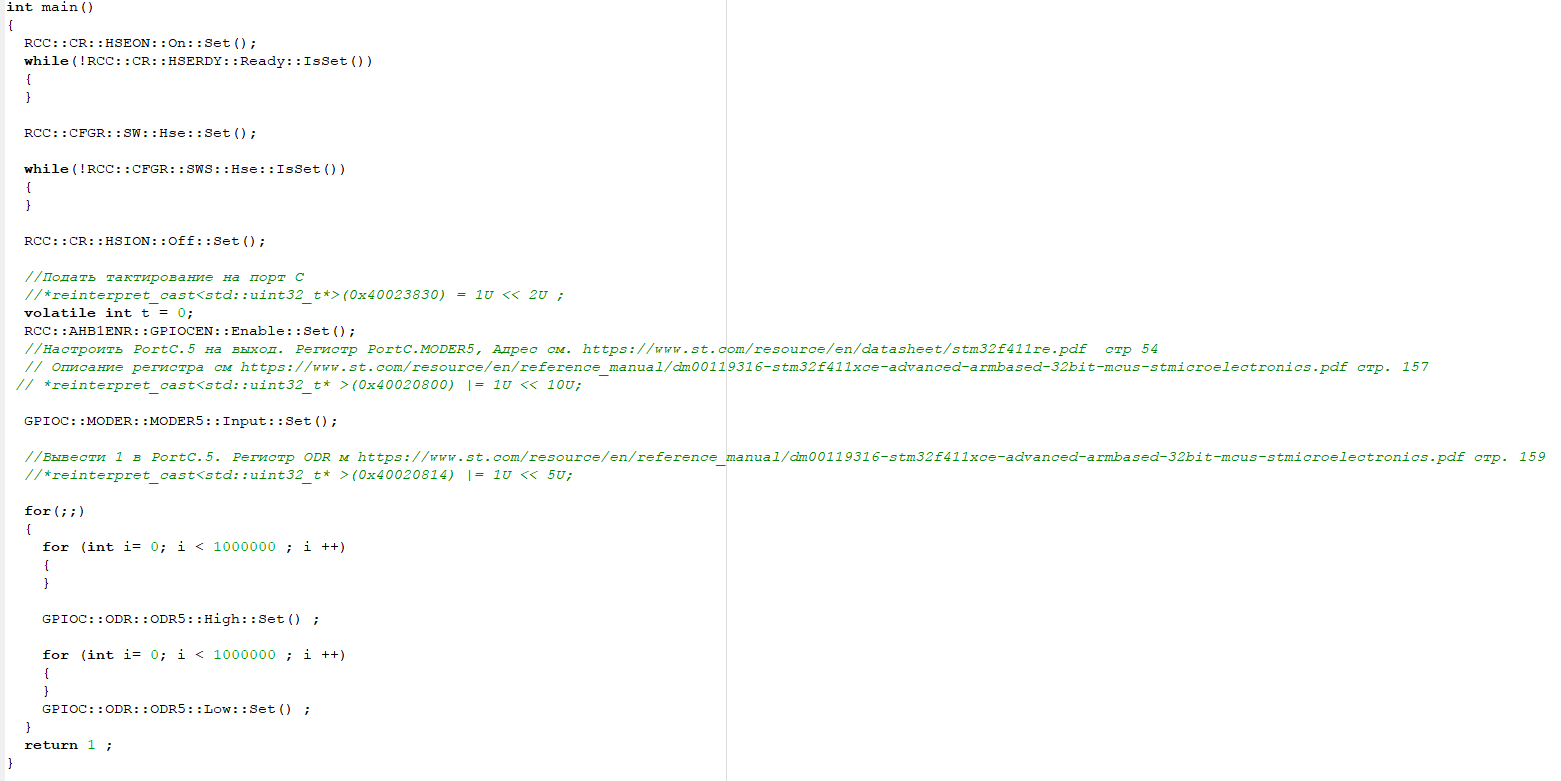 int main()
{
  RCC::CR::HSEON::On::Set();
  while(!RCC::CR::HSERDY::Ready::IsSet())
  {
  }

  RCC::CFGR::SW::Hse::Set();

  while(!RCC::CFGR::SWS::Hse::IsSet())
  {
  }

  RCC::CR::HSION::Off::Set();

  //Подать тактирование на порт С
  //*reinterpret_cast<std::uint32_t*>(0x40023830) = 1U << 2U ;
  volatile int t = 0;
  RCC::AHB1ENR::GPIOCEN::Enable::Set();
  //Настроить PortC.5 на выход. Регистр PortC.MODER5, Адрес см. https://www.st.com/resource/en/datasheet/stm32f411re.pdf  стр 54
  // Описание регистра см https://www.st.com/resource/en/reference_manual/dm00119316-stm32f411xce-advanced-armbased-32bit-mcus-stmicroelectronics.pdf стр. 157
 // *reinterpret_cast<std::uint32_t* >(0x40020800) |= 1U << 10U;

  GPIOC::MODER::MODER5::Input::Set();

  //Вывести 1 в PortC.5. Регистр ODR м https://www.st.com/resource/en/reference_manual/dm00119316-stm32f411xce-advanced-armbased-32bit-mcus-stmicroelectronics.pdf стр. 159
  //*reinterpret_cast<std::uint32_t* >(0x40020814) |= 1U << 5U;

  for(;;)
  {
    for (int i= 0; i < 1000000 ; i ++)
    {
    }

    GPIOC::ODR::ODR5::High::Set() ;

    for (int i= 0; i < 1000000 ; i ++)
    {
    }
    GPIOC::ODR::ODR5::Low::Set() ;
  }
  return 1 ;
}